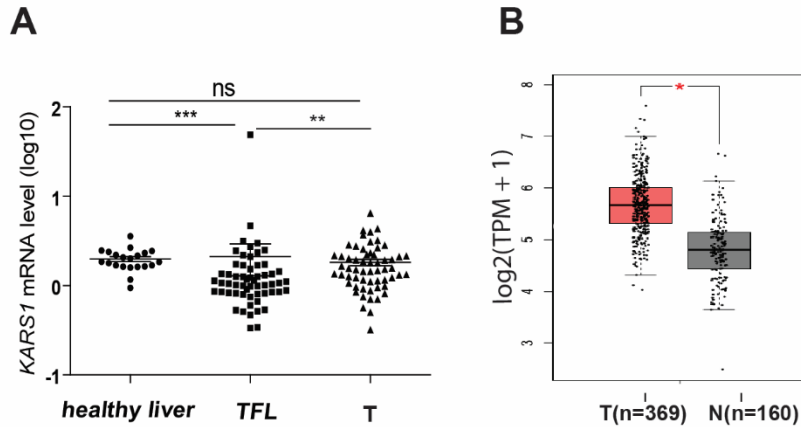 A
KARS1 mRNA level (log10)
2
1
0
-1
ns
***
**
healthy liver
TFL
T
B
log2(TPM + 1)
8
7
6
5
4
3
*
T(n=369)
N(n=160)